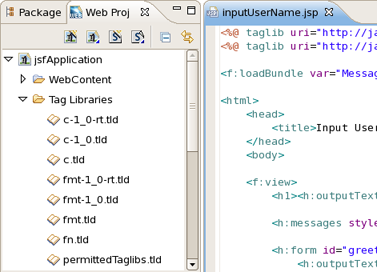 Package
Web Proj
jsfApplication
WebContent
Tag Libraries
c-1_0-rt.tld
c-1_0.tld
c.tld
fmt-1_0-rt.tld
fmt-1_0.tld
fmt.tld
fn.tld
permittedTaglibs.tld
inputUserName.jsp
<%@ taglib uri="http://ja
<%@ taglib uri="http://ja
<f:loadBundle var="Messag
<html>
<head>
<title>Input User
</head>
<body>
<f:view>
<h1><h:outputText
<h:messages style
<h:form id="greet
<h:outputText